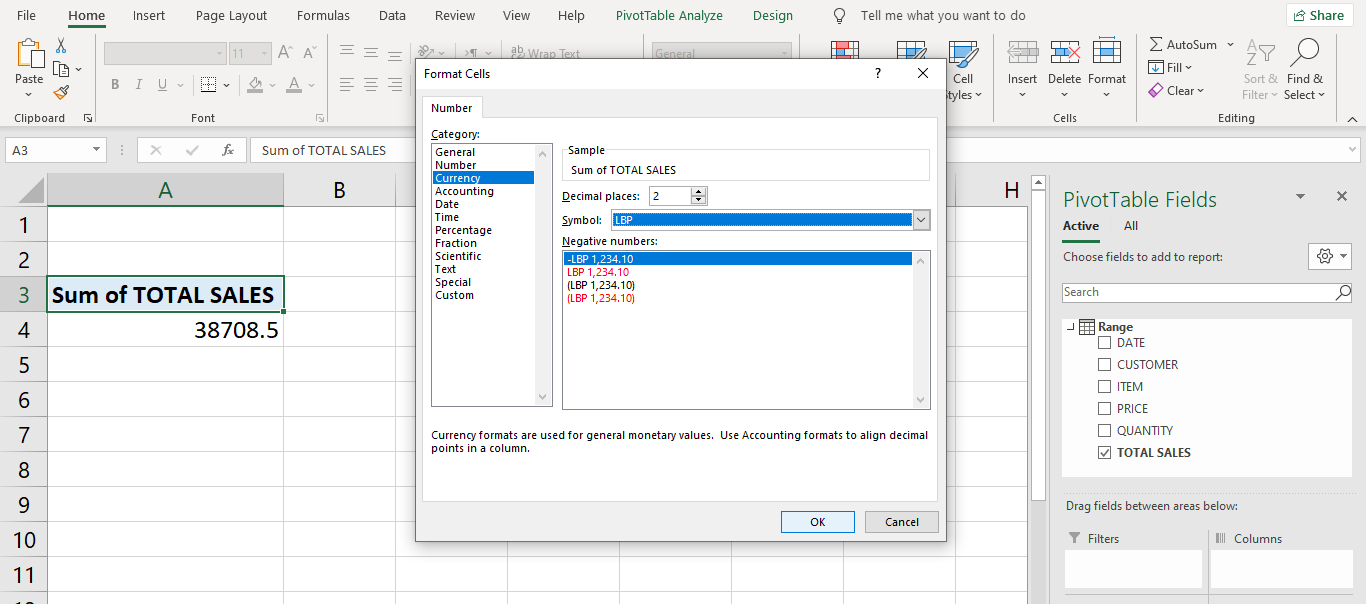 File Home Insert Page Layout Formulas Data Review View Help PivotTable Analyze Design Tell me what you want to do Share
Paste
Clipboard
11
B I U
Font
ab Wrap Text
General
Cell
Styles
Insert Delete Format
Cells
AutoSum
Fill
Clear
Sort &
Filter
Find &
Select
Editing
A3 fx Sum of TOTAL SALES
A B H
1
2
3 Sum of TOTAL SALES
4 38708.5
5
6
7
8
9
10
11
Format Cells ?
Number
Category:
General
Number
Currency
Accounting
Date
Time
Percentage
Fraction
Scientific
Text
Special
Custom
Sample
Sum of TOTAL SALES
Decimal places: 2
Symbol: LBP
Negative numbers:
-LBP 1,234.10
LBP 1,234.10
(LBP 1,234.10)
(LBP 1,234.10)
Currency formats are used for general monetary values. Use Accounting formats to align decimal
points in a column.
OK Cancel
PivotTable Fields
Active All
Choose fields to add to report:
Search
Range
DATE
CUSTOMER
ITEM
PRICE
QUANTITY
TOTAL SALES
Drag fields between areas below:
Filters Columns